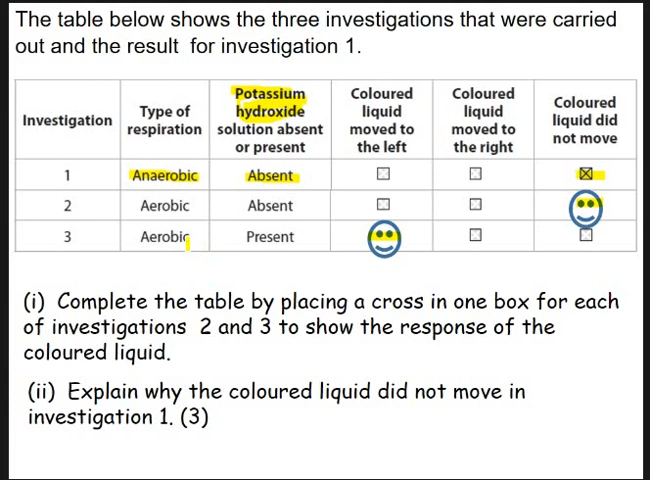 The table below shows the three investigations that were carried
out and the result for investigation 1.
Investigation
Type of
respiration
Potassium
hydroxide
solution absent
or present
Coloured
liquid
moved to
the left
Coloured
liquid
moved to
the right
Coloured
liquid did
not move
1 Anaerobic Absent
2 Aerobic Absent
3 Aerobic Present
(i) Complete the table by placing a cross in one box for each
of investigations 2 and 3 to show the response of the
coloured liquid.
(ii) Explain why the coloured liquid did not move in
investigation 1. (3)